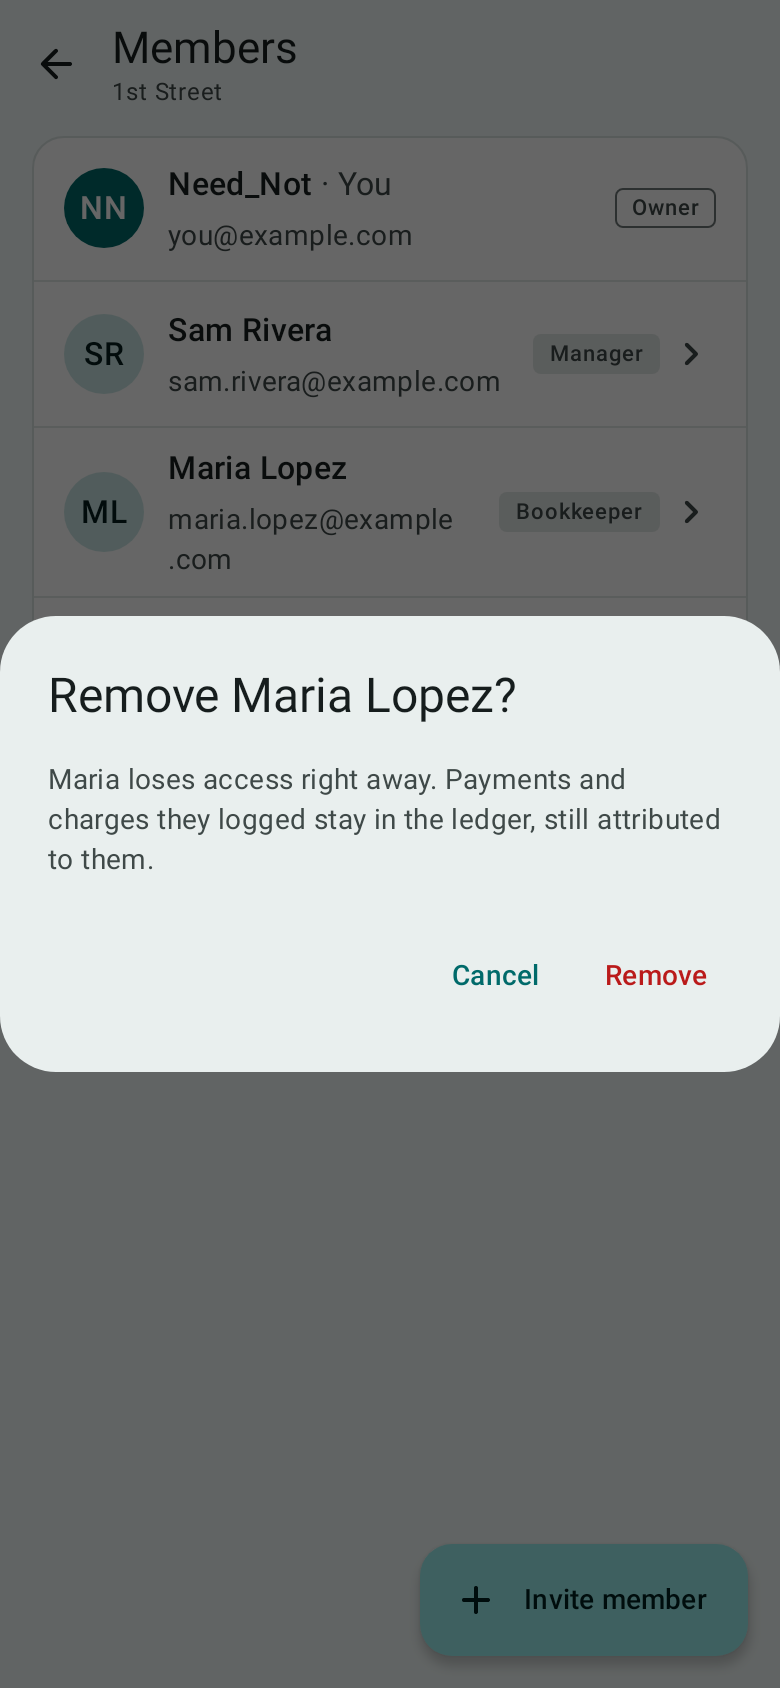 Members
1st Street
NN
Need_Not · You
you@example.com
Owner
SR
Sam Rivera
sam.rivera@example.com
Manager
ML
Maria Lopez
maria.lopez@example
.com
Bookkeeper
Remove Maria Lopez?
Maria loses access right away. Payments and
charges they logged stay in the ledger, still attributed
to them.
Cancel
Remove
Invite member